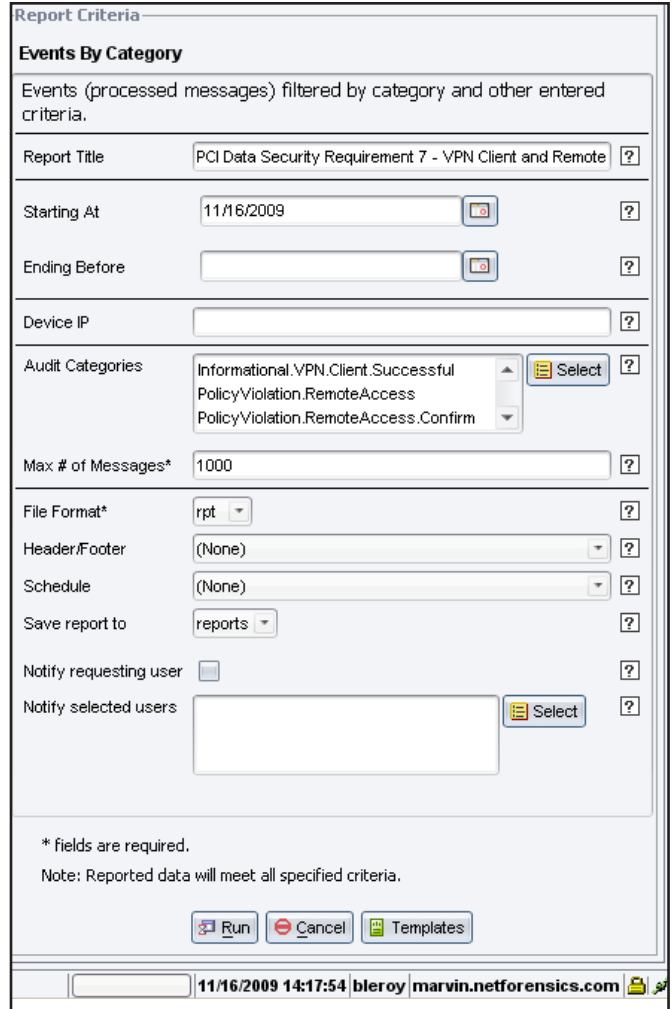 Report Criteria
Events By Category
Events (processed messages) filtered by category and other entered
criteria.
Report Title PCI Data Security Requirement 7 - VPN Client and Remote ?
Starting At 11/16/2009 ?
Ending Before ?
Device IP ?
Audit Categories Informational.VPN.Client.Successful Select ?
PolicyViolation.RemoteAccess
PolicyViolation.RemoteAccess.Confirm
Max # of Messages* 1000 ?
File Format* rpt ?
Header/Footer (None) ?
Schedule (None) ?
Save report to reports ?
Notify requesting user ?
Notify selected users Select ?
* fields are required.
Note: Reported data will meet all specified criteria.
Run Cancel Templates
11/16/2009 14:17:54 bleroy marvin.netforensics.com